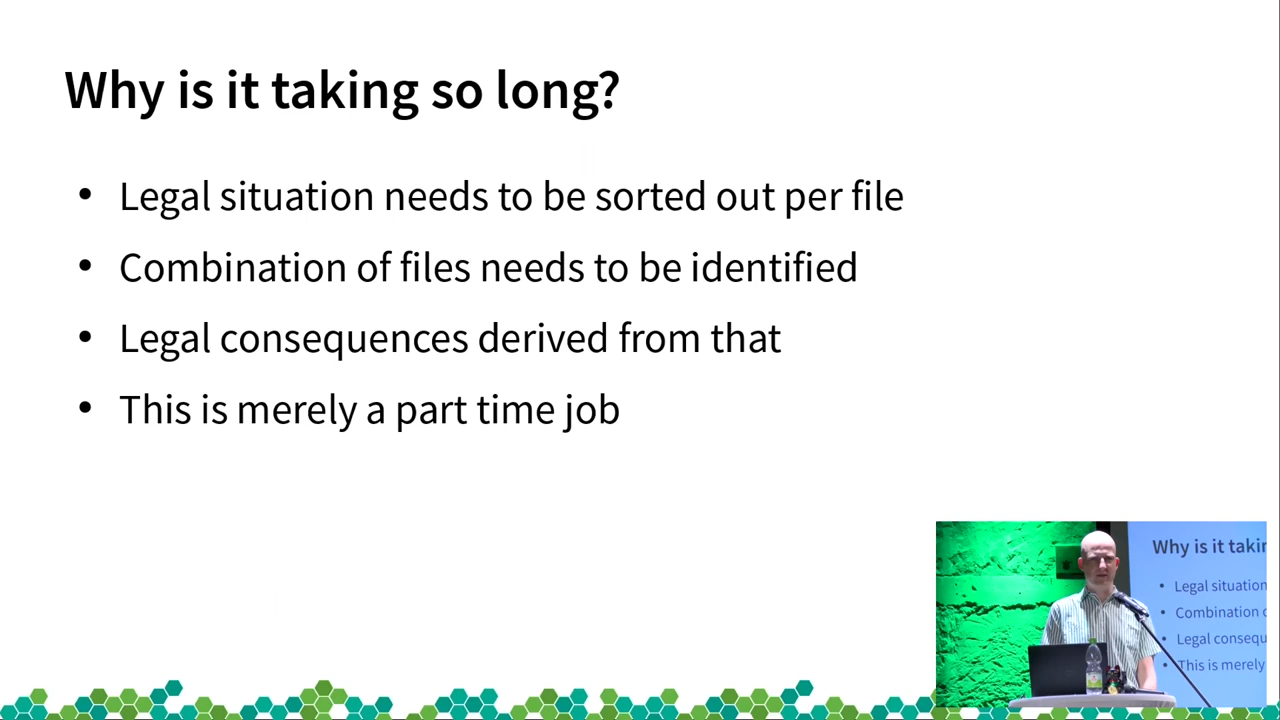 Why is it taking so long?
• Legal situation needs to be sorted out per file
• Combination of files needs to be identified
• Legal consequences derived from that
• This is merely a part time job
Why is it takin
• Legal situation
• Combination o
• Legal consequ
• This is merely